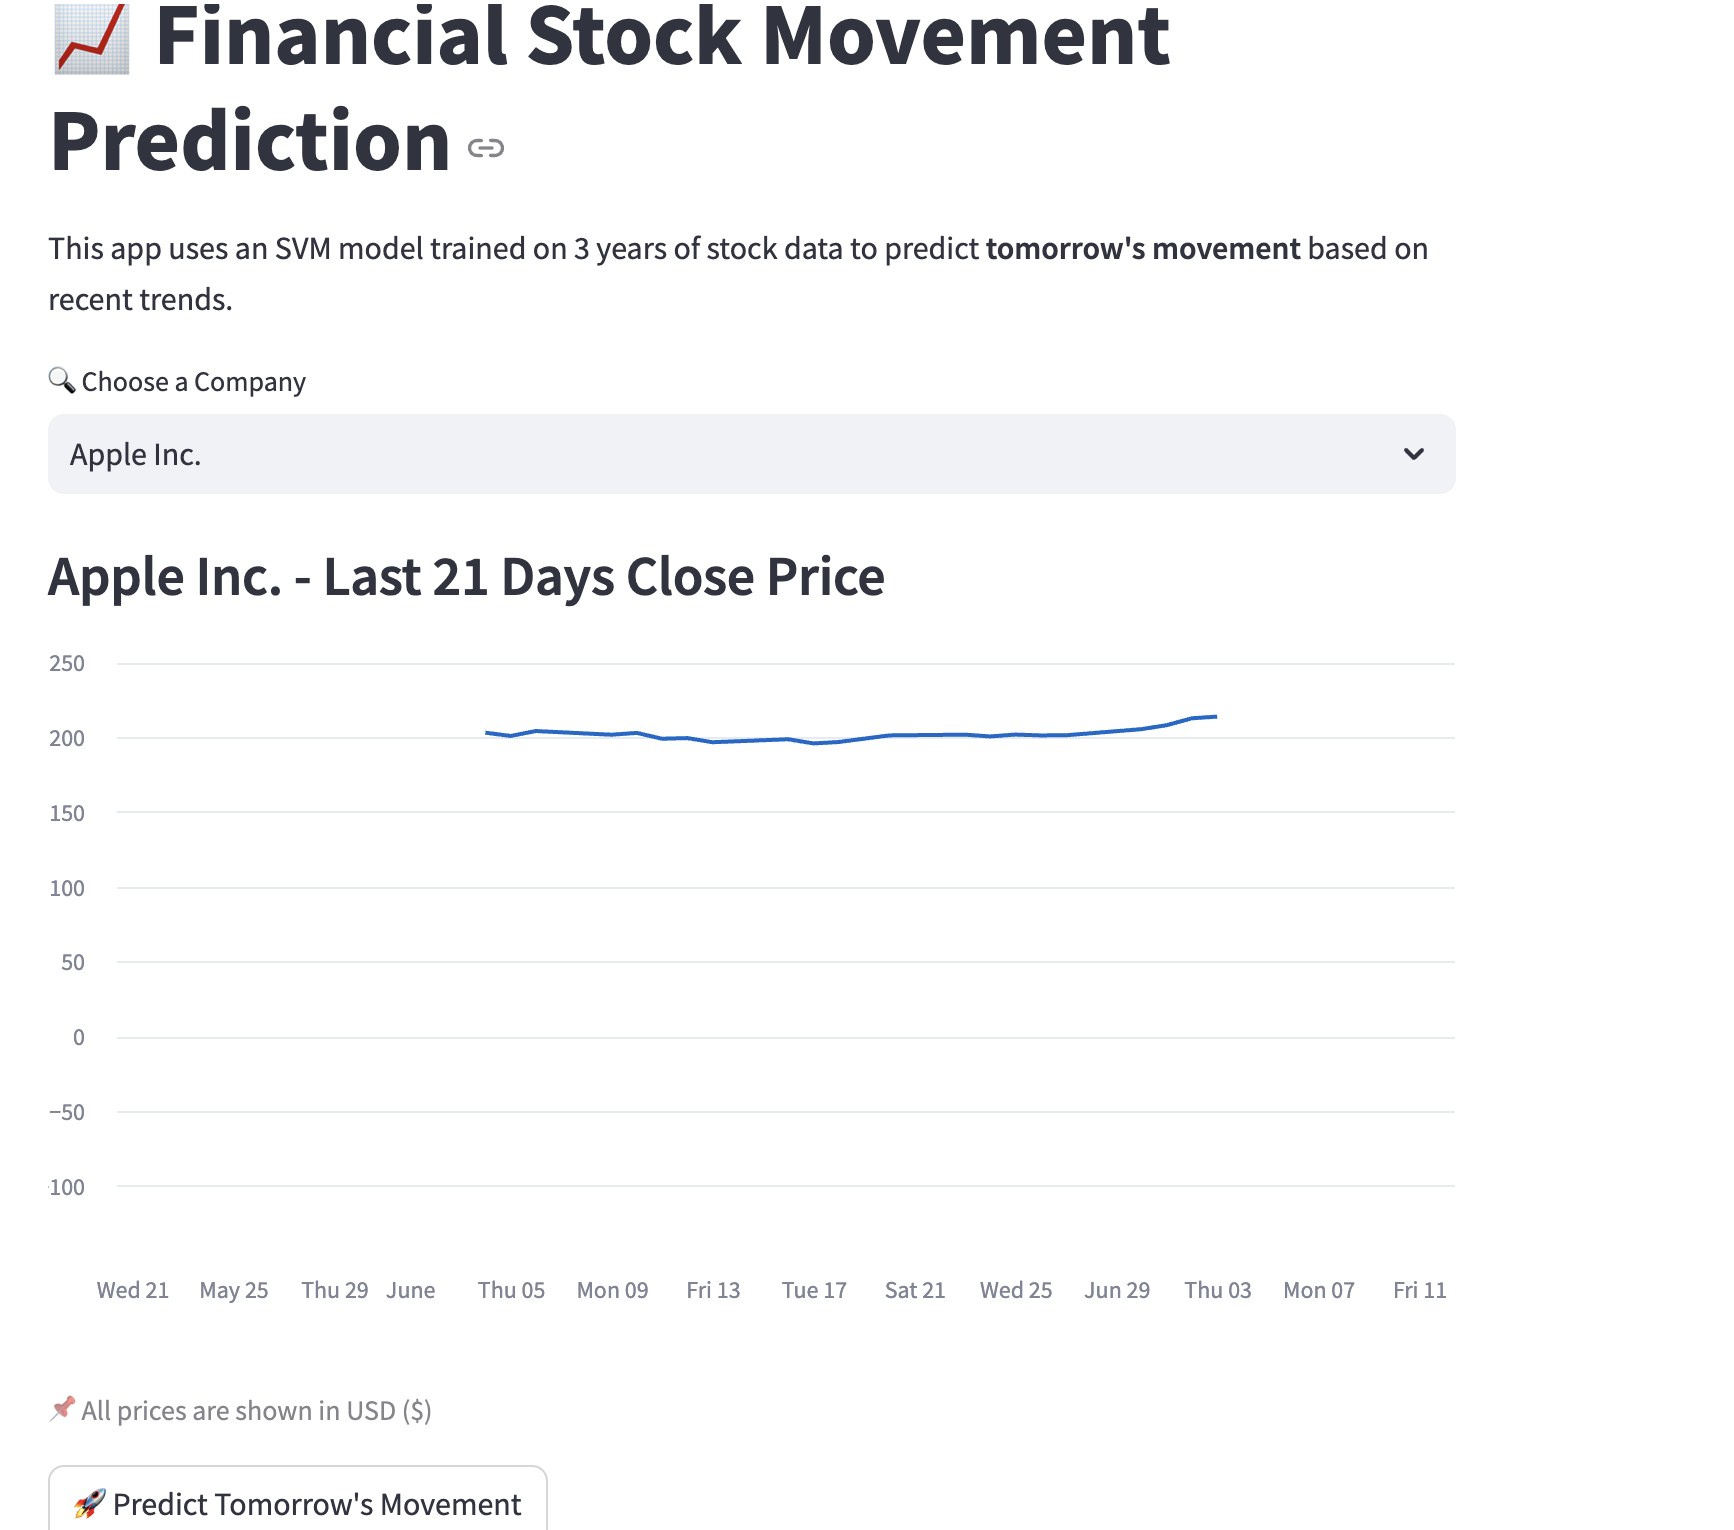 📈 Financial Stock Movement
Prediction
This app uses an SVM model trained on 3 years of stock data to predict tomorrow's movement based on
recent trends.
🔍 Choose a Company
Apple Inc.
Apple Inc. - Last 21 Days Close Price
250
200
150
100
50
0
−50
100
Wed 21 May 25 Thu 29 June Thu 05 Mon 09 Fri 13 Tue 17 Sat 21 Wed 25 Jun 29 Thu 03 Mon 07 Fri 11
📌 All prices are shown in USD ($)
🚀 Predict Tomorrow's Movement